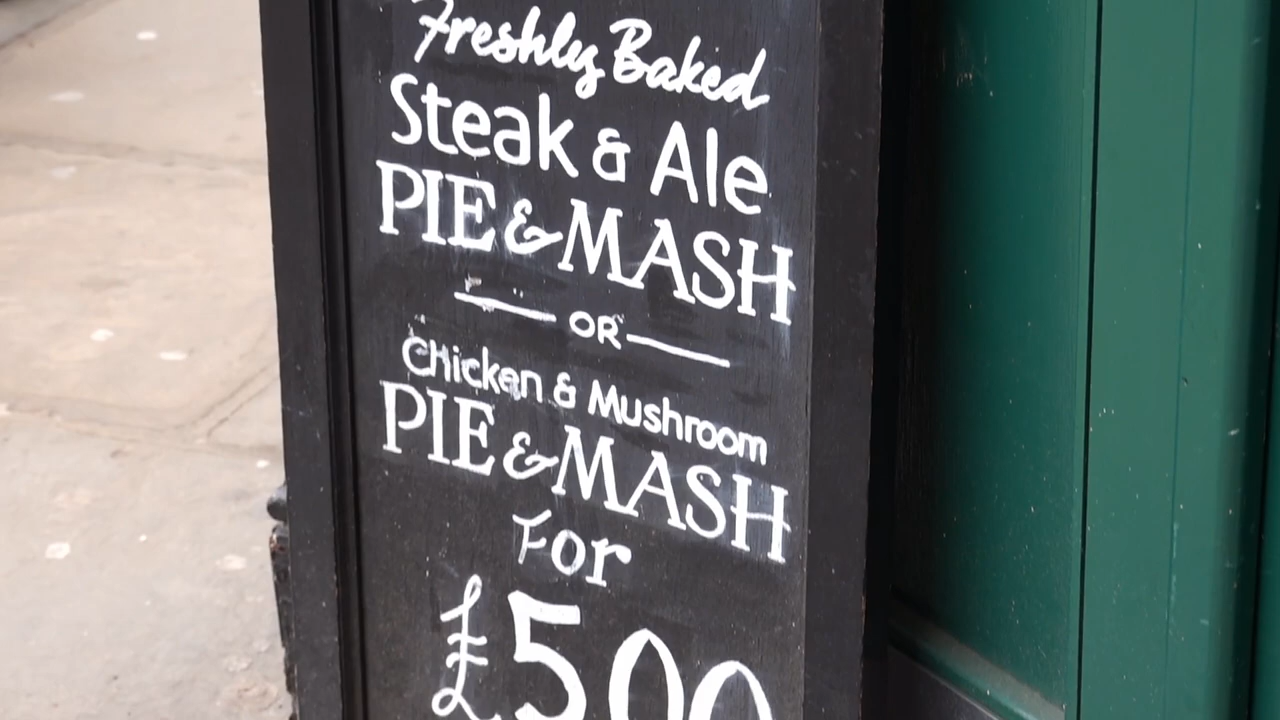 Freshly Baked
Steak & Ale
PIE & MASH
OR
Chicken & Mushroom
PIE & MASH
For
£500